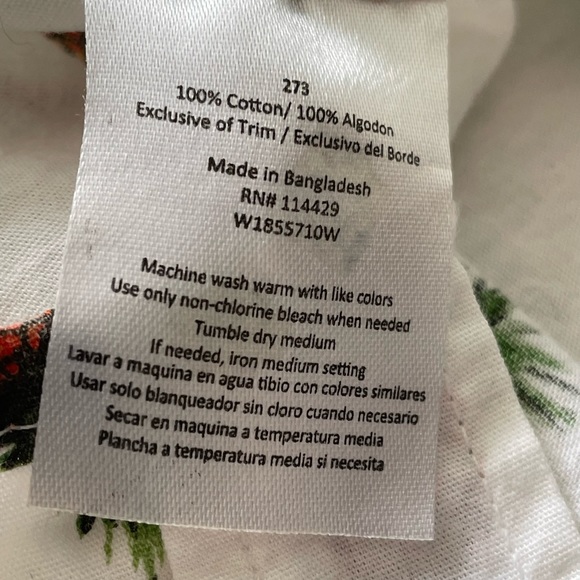 273
100% Cotton/ 100% Algodon
Exclusive of Trim / Exclusivo del Borde
Made in Bangladesh
RN# 114429
W185S710W
Machine wash warm with like colors
Use only non-chlorine bleach when needed
Tumble dry medium
If needed, iron medium setting
Lavar a maquina en agua tibio con colores similares
Usar solo blanqueador sin cloro cuando necesario
Secar en maquina a temperatura media
Plancha a temperatura media si necesita